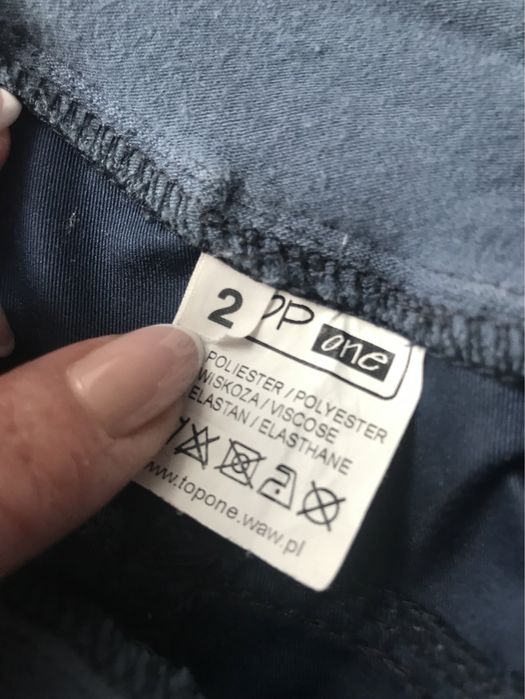 2
OP one
POLIESTER / POLYESTER
WISKOZA / VISCOSE
ELASTAN / ELASTHANE
www.topone.waw.pl